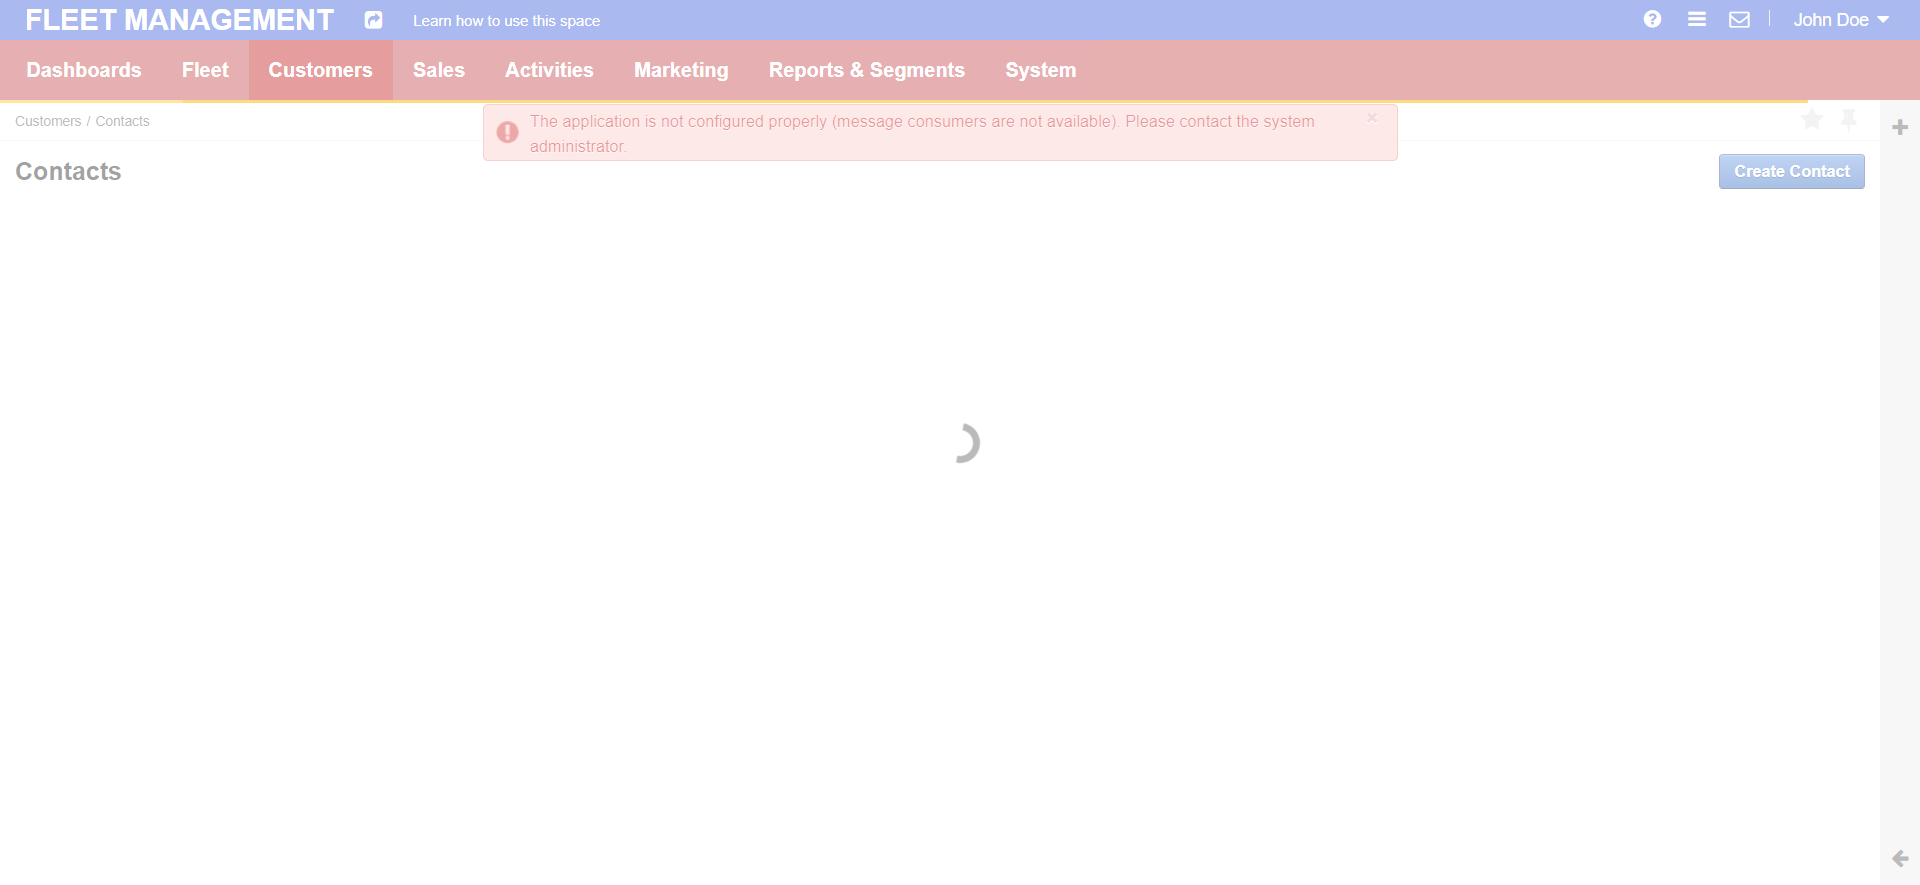 FLEET MANAGEMENT
Learn how to use this space
John Doe
Dashboards
Fleet
Customers
Sales
Activities
Marketing
Reports & Segments
System
Customers / Contacts
The application is not configured properly (message consumers are not available). Please contact the system
administrator.
×
Contacts
Create Contact